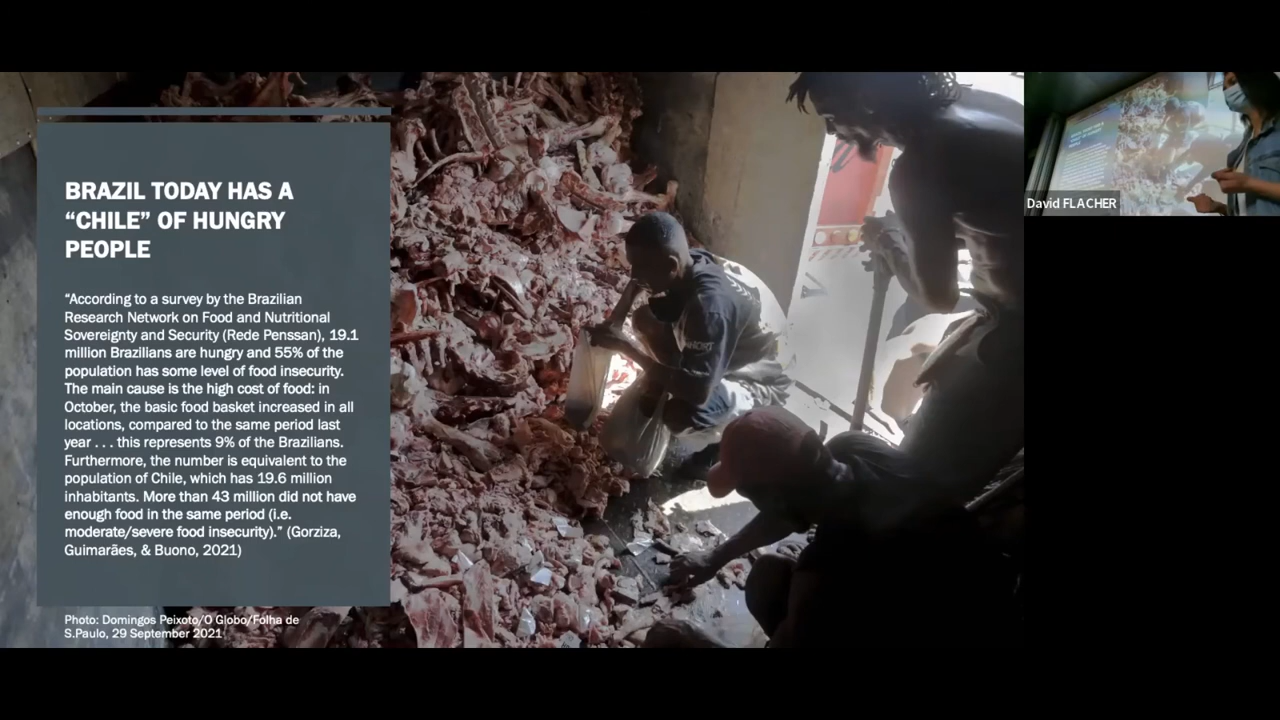 BRAZIL TODAY HAS A
“CHILE” OF HUNGRY
PEOPLE
“According to a survey by the Brazilian
Research Network on Food and Nutritional
Sovereignty and Security (Rede Penssan), 19.1
million Brazilians are hungry and 55% of the
population has some level of food insecurity.
The main cause is the high cost of food: in
October, the basic food basket increased in all
locations, compared to the same period last
year . . . this represents 9% of the Brazilians.
Furthermore, the number is equivalent to the
population of Chile, which has 19.6 million
inhabitants. More than 43 million did not have
enough food in the same period (i.e.
moderate/severe food insecurity).” (Gorziza,
Guimarães, & Buono, 2021)
Photo: Domingos Peixoto/O Globo/Folha de
S.Paulo, 29 September 2021
David FLACHER